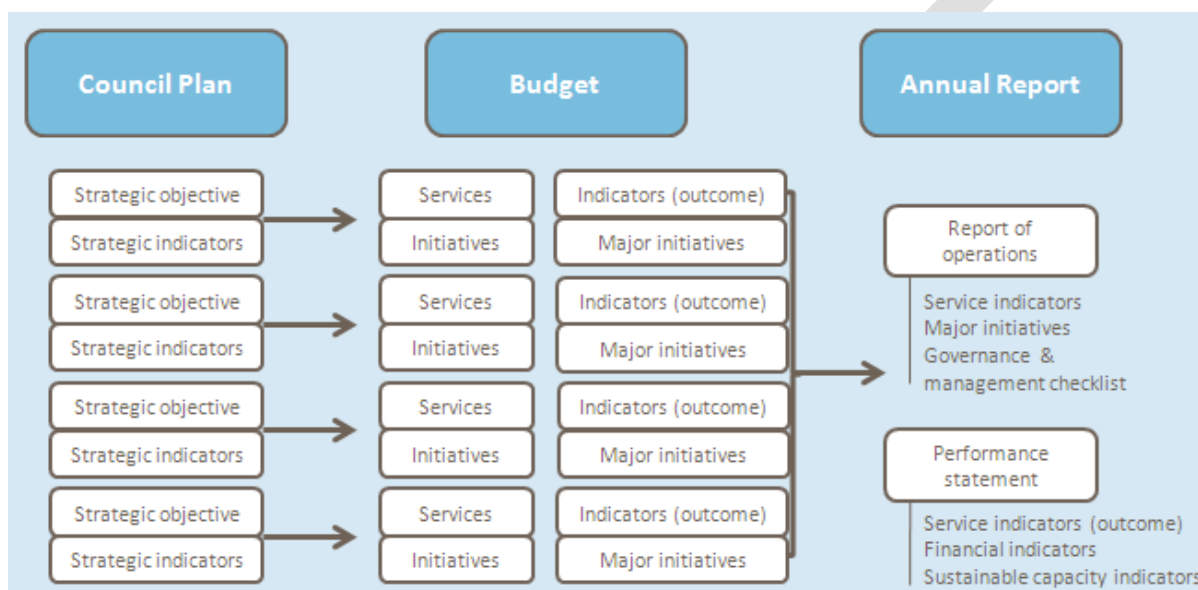 Council Plan
Budget
Annual Report
Strategic objective
Strategic indicators
Services
Initiatives
Indicators (outcome)
Major initiatives
Strategic objective
Strategic indicators
Services
Initiatives
Indicators (outcome)
Major initiatives
Strategic objective
Strategic indicators
Services
Initiatives
Indicators (outcome)
Major initiatives
Strategic objective
Strategic indicators
Services
Initiatives
Indicators (outcome)
Major initiatives
Report of
operations
Service indicators
Major initiatives
Governance &
management checklist
Performance
statement
Service indicators (outcome)
Financial indicators
Sustainable capacity indicators